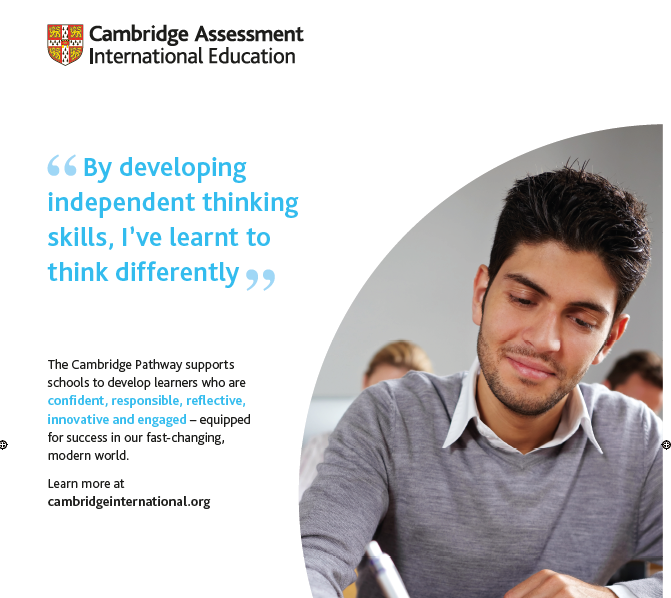 Cambridge Assessment
International Education
“ By developing
independent thinking
skills, I’ve learnt to
think differently ”
The Cambridge Pathway supports
schools to develop learners who are
confident, responsible, reflective,
innovative and engaged – equipped
for success in our fast-changing,
modern world.
Learn more at
cambridgeinternational.org